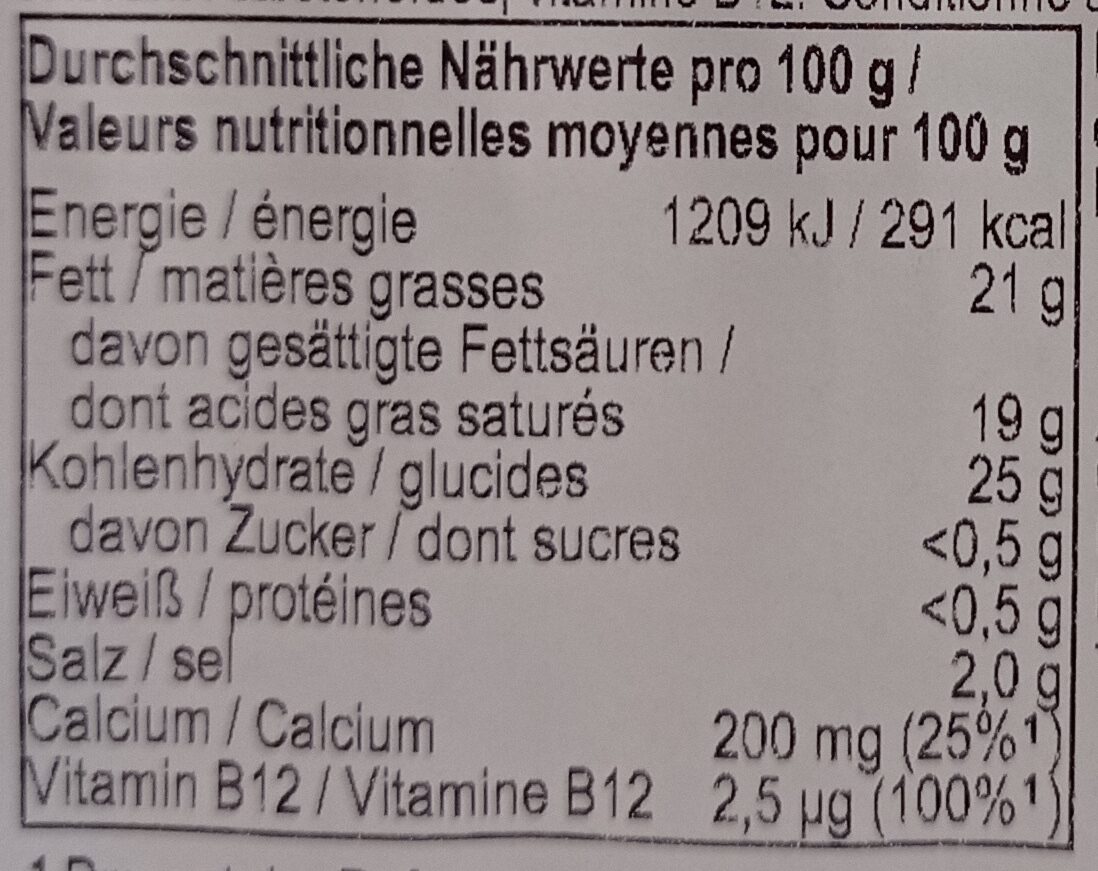 Durchschnittliche Nährwerte pro 100 g /
Valeurs nutritionnelles moyennes pour 100 g
Energie / énergie 1209 kJ / 291 kcal
Fett / matières grasses 21 g
davon gesättigte Fettsäuren /
dont acides gras saturés 19 g
Kohlenhydrate / glucides 25 g
davon Zucker / dont sucres <0,5 g
Eiweiß / protéines <0,5 g
Salz / sel 2,0 g
Calcium / Calcium 200 mg (25%¹)
Vitamin B12 / Vitamine B12 2,5 µg (100%¹)